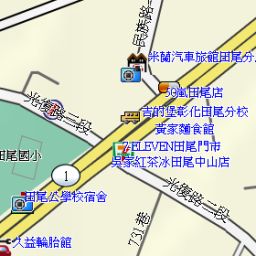 民族路
米蘭汽車旅館田尾分
50嵐田尾店
光復路二段
吉的堡彰化田尾分校
黃家麵食館
7-ELEVEN田尾門市
吳家紅茶冰田尾中山店
田尾國小
1
光復路二段
田尾公學校宿舍
久益輪胎館
731巷